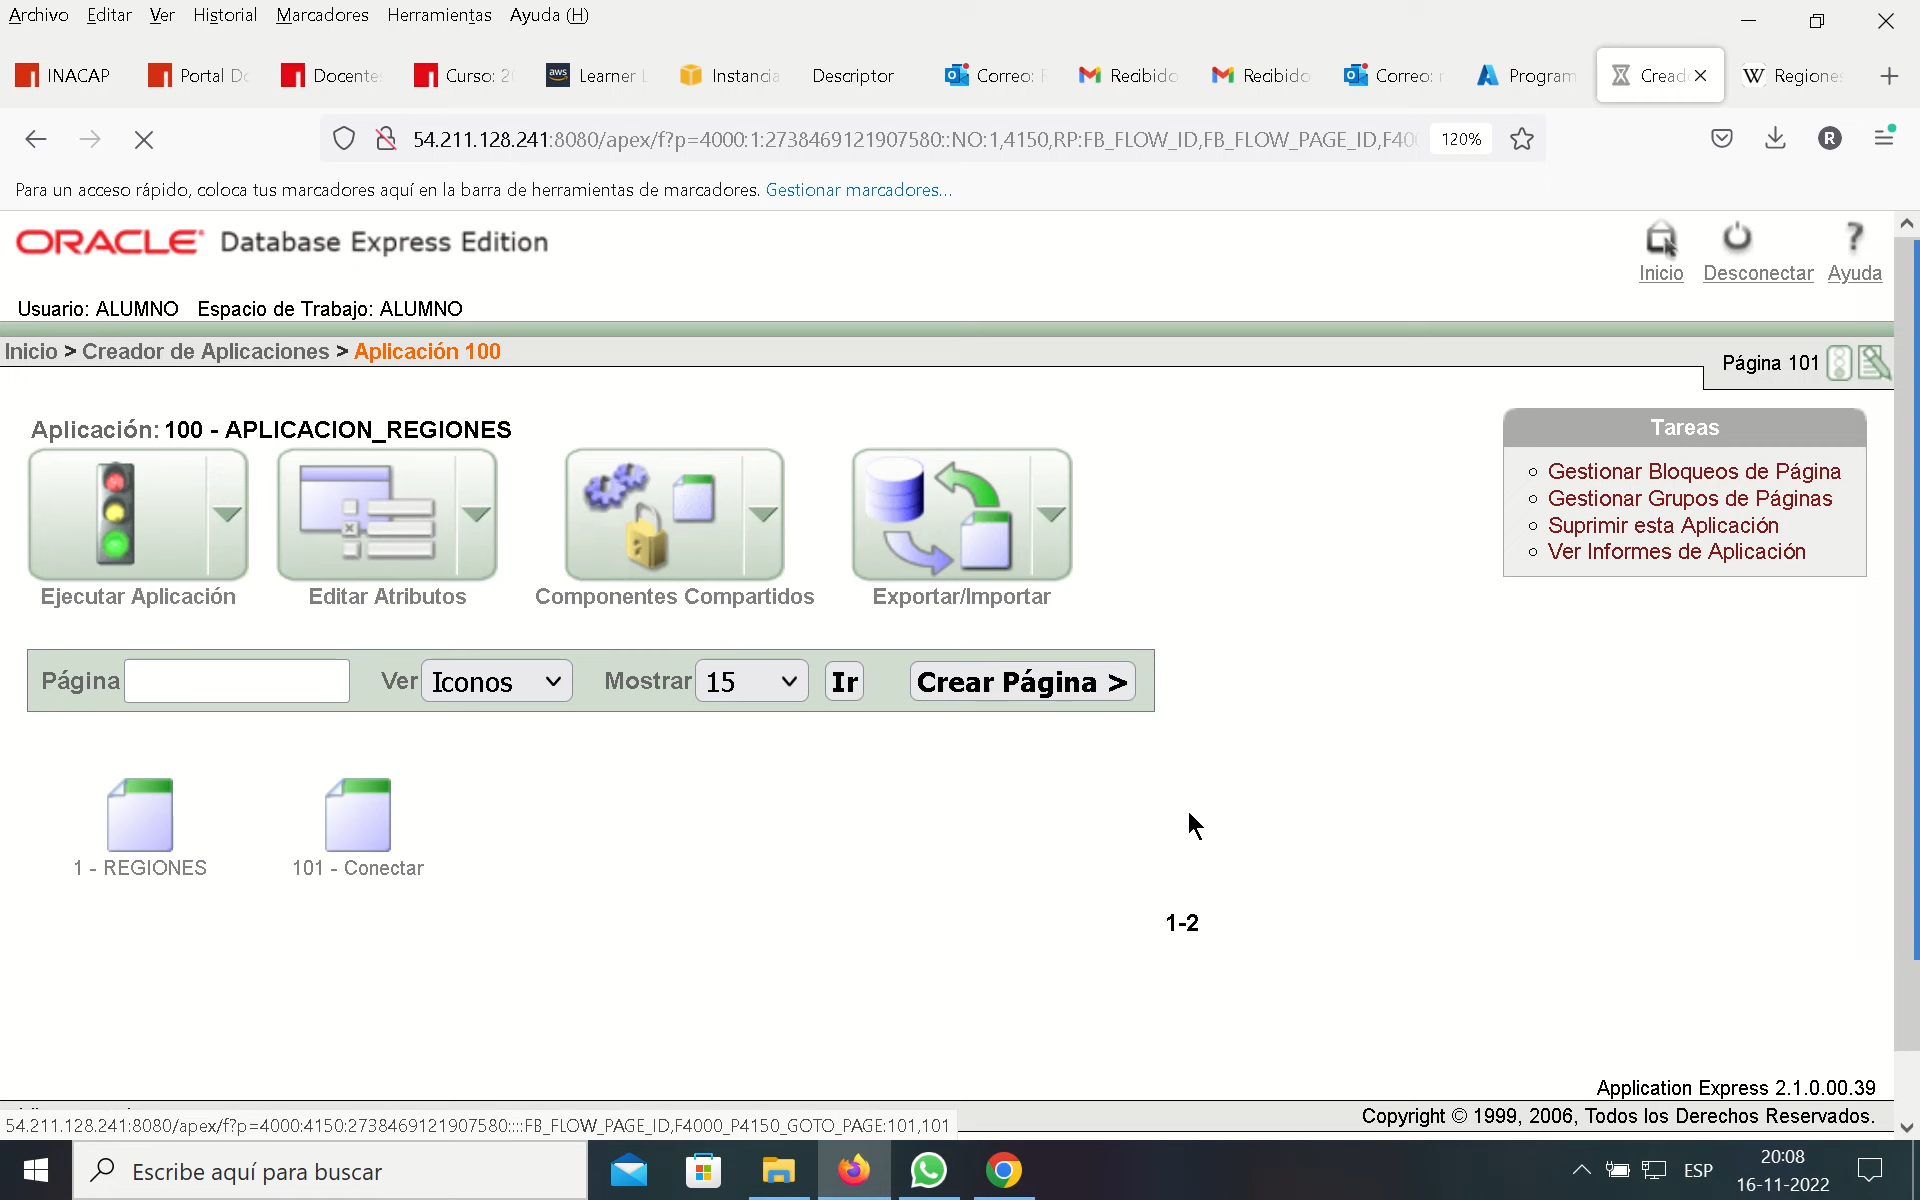 Archivo Editar Ver Historial Marcadores Herramientas Ayuda (H)
INACAP Portal Do Docente: Curso: 20 Learner L Instancia Descriptor Correo: R Recibido Recibido Correo: r Program Cread Regiones
54.211.128.241:8080/apex/f?p=4000:1:2738469121907580::NO:1,4150,RP:FB_FLOW_ID,FB_FLOW_PAGE_ID,F400 120% R
Para un acceso rápido, coloca tus marcadores aquí en la barra de herramientas de marcadores. Gestionar marcadores...
ORACLE Database Express Edition
Inicio Desconectar Ayuda
Usuario: ALUMNO Espacio de Trabajo: ALUMNO
Inicio > Creador de Aplicaciones > Aplicación 100
Página 101
Aplicación: 100 - APLICACION_REGIONES
Tareas
Gestionar Bloqueos de Página
Gestionar Grupos de Páginas
Suprimir esta Aplicación
Ver Informes de Aplicación
Ejecutar Aplicación Editar Atributos Componentes Compartidos Exportar/Importar
Página Ver Iconos Mostrar 15 Ir Crear Página >
1 - REGIONES 101 - Conectar
1-2
Application Express 2.1.0.00.39
Copyright © 1999, 2006, Todos los Derechos Reservados.
54.211.128.241:8080/apex/f?p=4000:4150:2738469121907580::::FB_FLOW_PAGE_ID,F4000_P4150_GOTO_PAGE:101,101
Escribe aquí para buscar
ESP
20:08
16-11-2022